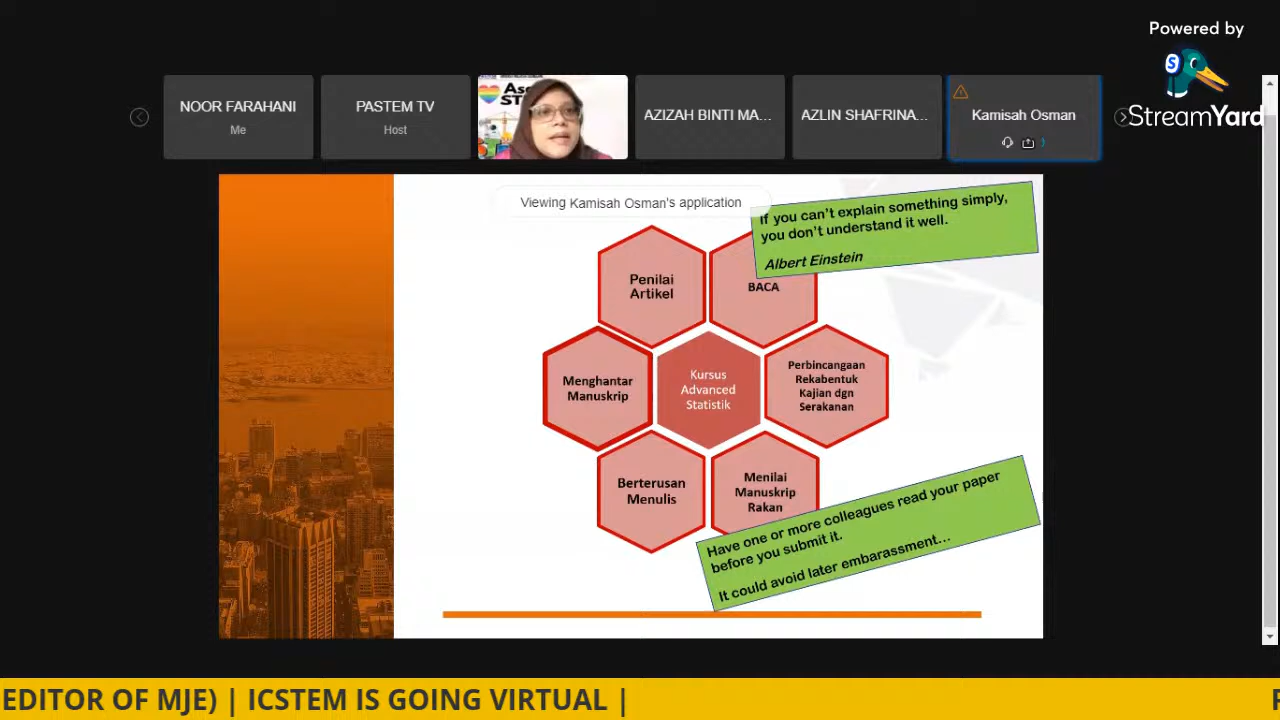 Powered by
StreamYard
NOOR FARAHANI
Me
PASTEM TV
Host
AZIZAH BINTI MA...
AZLIN SHAFRINA...
Kamisah Osman
Viewing Kamisah Osman's application
If you can't explain something simply,
you don't understand it well.
Albert Einstein
Penilai
Artikel
BACA
Menghantar
Manuskrip
Kursus
Advanced
Statistik
Perbincangaan
Rekabentuk
Kajian dgn
Serakanan
Berterusan
Menulis
Menilai
Manuskrip
Rakan
Have one or more colleagues read your paper
before you submit it.
It could avoid later embarassment...
EDITOR OF MJE) | ICSTEM IS GOING VIRTUAL |